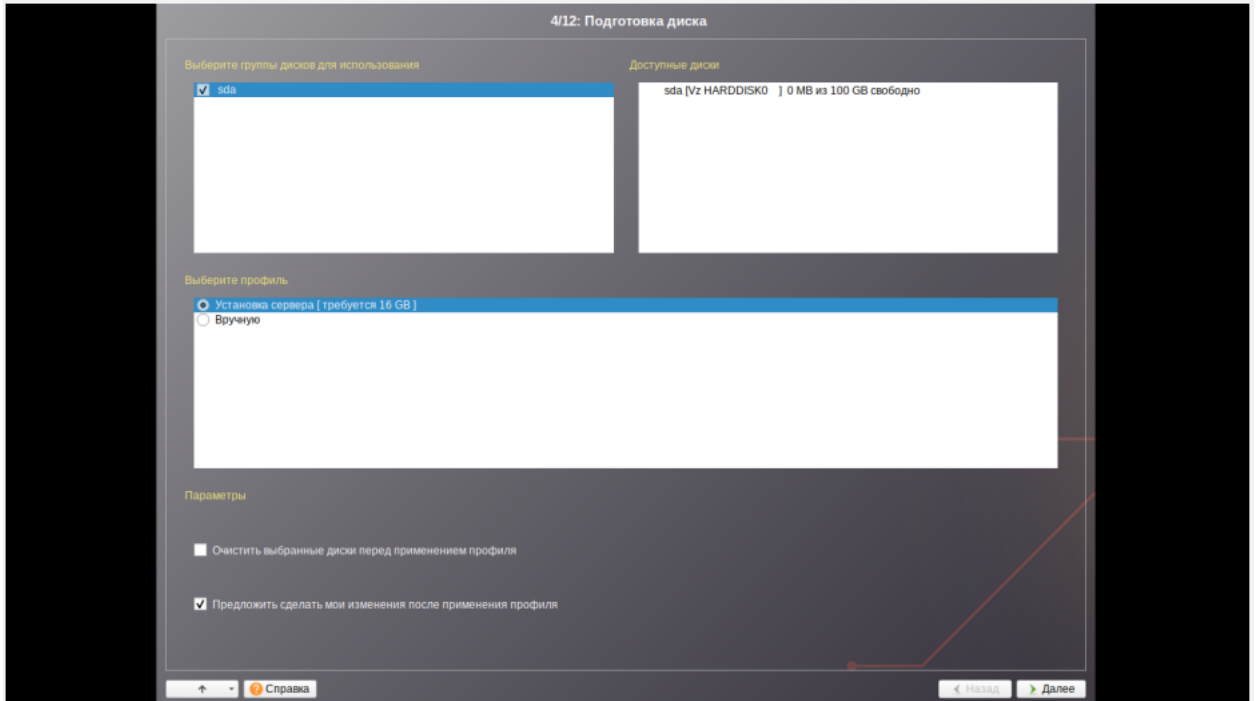 4/12: Подготовка диска
Выберите группы дисков для использования
Доступные диски
sda
sda [Vz HARDDISK0 ] 0 MB из 100 GB свободно
Выберите профиль
Установка сервера [ требуется 16 GB ]
Вручную
Параметры
Очистить выбранные диски перед применением профиля
Предложить сделать мои изменения после применения профиля
Справка
Назад
Далее